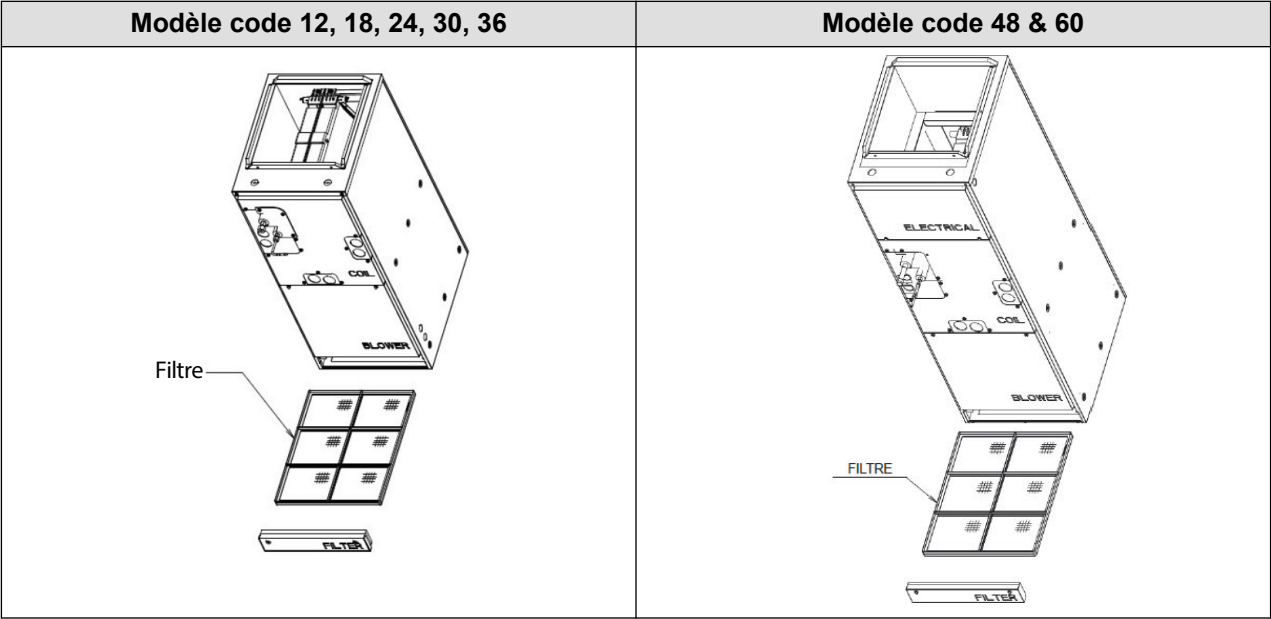 Modèle code 12, 18, 24, 30, 36
COIL
BLOWER
Filtre
FILTER
Modèle code 48 & 60
ELECTRICAL
COIL
BLOWER
FILTRE
FILTER